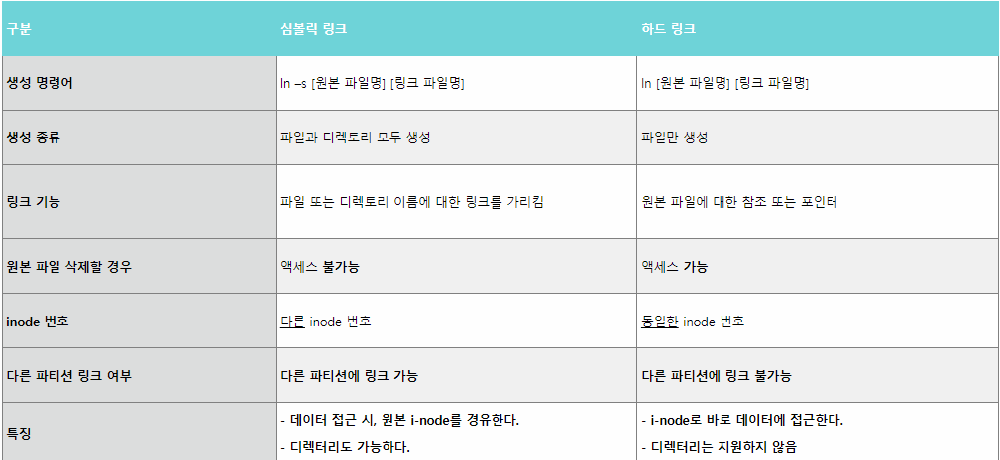 구분 심볼릭 링크 하드 링크
생성 명령어 ln –s [원본 파일명] [링크 파일명] ln [원본 파일명] [링크 파일명]
생성 종류 파일과 디렉토리 모두 생성 파일만 생성
링크 기능 파일 또는 디렉토리 이름에 대한 링크를 가리킴 원본 파일에 대한 참조 또는 포인터
원본 파일 삭제할 경우 액세스 불가능 액세스 가능
inode 번호 다른 inode 번호 동일한 inode 번호
다른 파티션 링크 여부 다른 파티션에 링크 가능 다른 파티션에 링크 불가능
특징
- 데이터 접근 시, 원본 i-node를 경유한다.
- 디렉터리도 가능하다.
- i-node로 바로 데이터에 접근한다.
- 디렉터리는 지원하지 않음